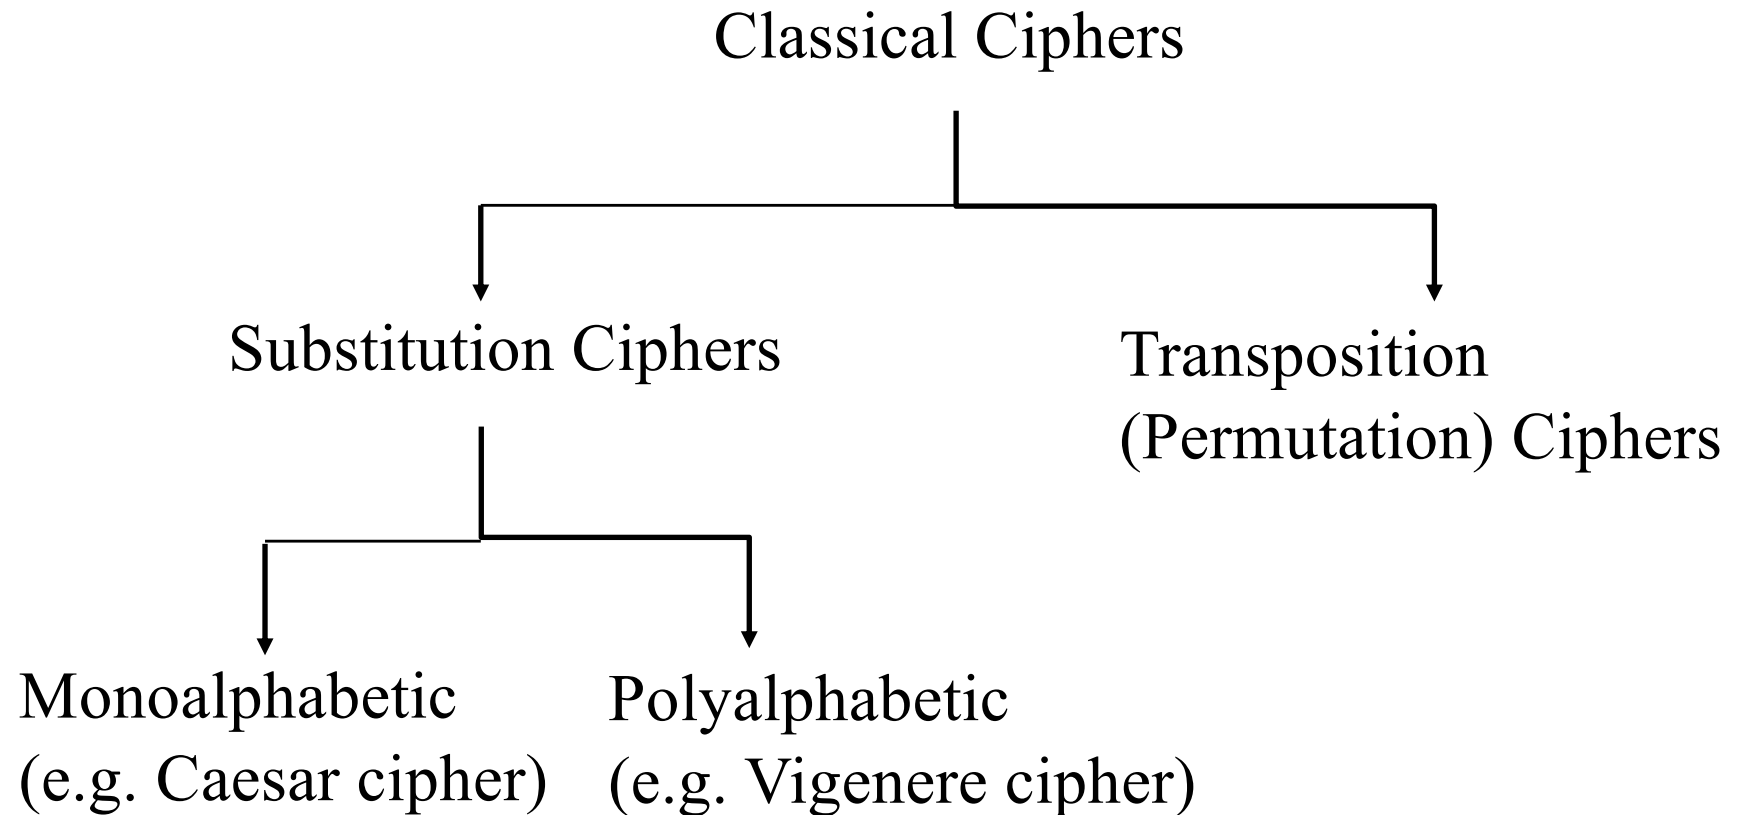 Classical Ciphers
Substitution Ciphers
Transposition
(Permutation) Ciphers
Monoalphabetic
(e.g. Caesar cipher)
Polyalphabetic
(e.g. Vigenere cipher)